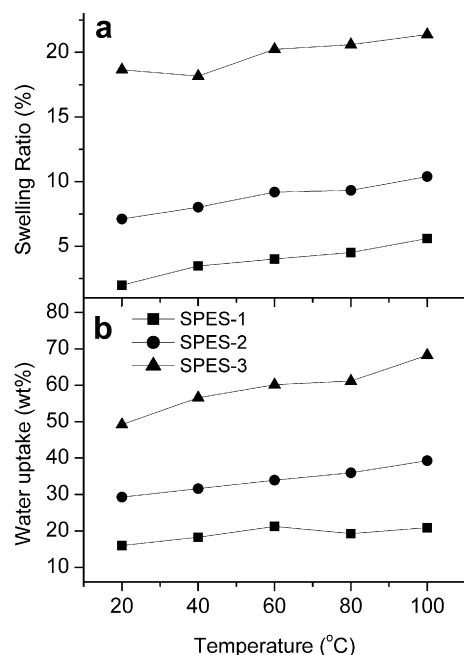 a
20
15
10
5
Swelling Ratio (%)
b
SPES-1
SPES-2
SPES-3
80
70
60
50
40
30
20
10
Water uptake (wt%)
20 40 60 80 100
Temperature (°C)